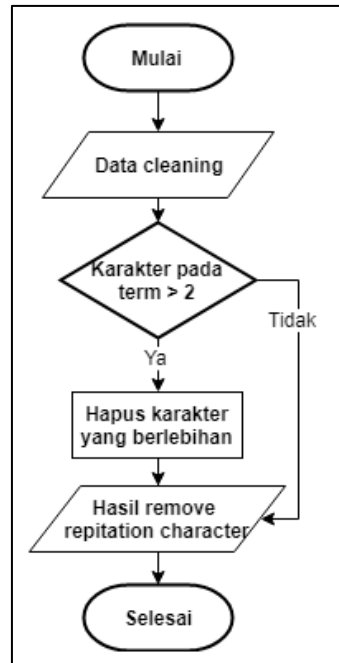 Mulai
Data cleaning
Karakter pada
term > 2
Tidak
Ya
Hapus karakter
yang berlebihan
Hasil remove
repitation character
Selesai